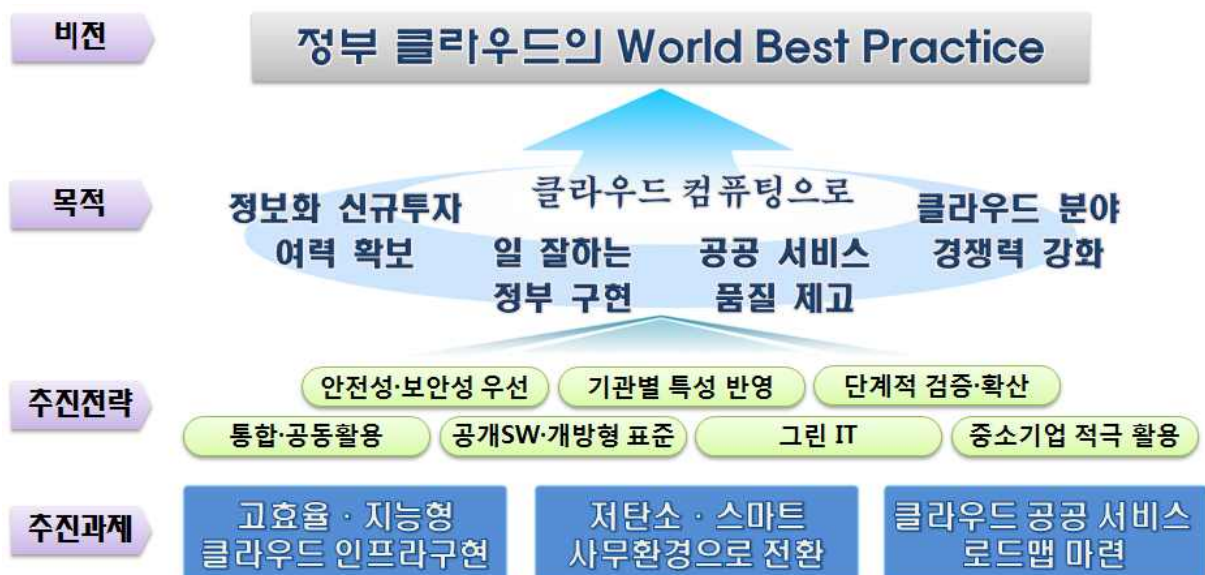 비전
정부 클라우드의 World Best Practice
목적
클라우드 컴퓨팅으로
정보화 신규투자
여력 확보
일 잘하는
정부 구현
공공 서비스
품질 제고
클라우드 분야
경쟁력 강화
추진전략
안전성·보안성 우선
기관별 특성 반영
단계적 검증·확산
통합·공동활용
공개SW·개방형 표준
그린 IT
중소기업 적극 활용
추진과제
고효율 · 지능형
클라우드 인프라구현
저탄소 · 스마트
사무환경으로 전환
클라우드 공공 서비스
로드맵 마련